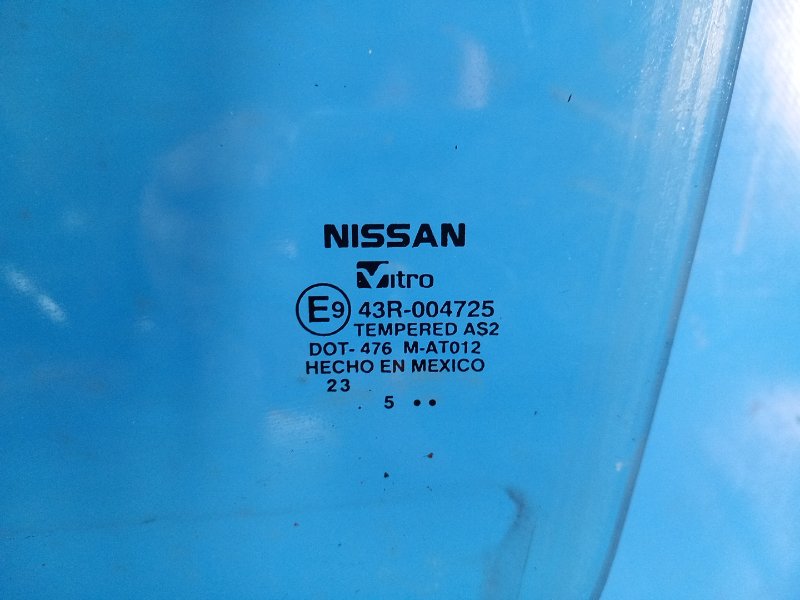 NISSAN
Vitro
E9 43R-004725
TEMPERED AS2
DOT- 476 M-AT012
HECHO EN MEXICO
23
. 5 ••